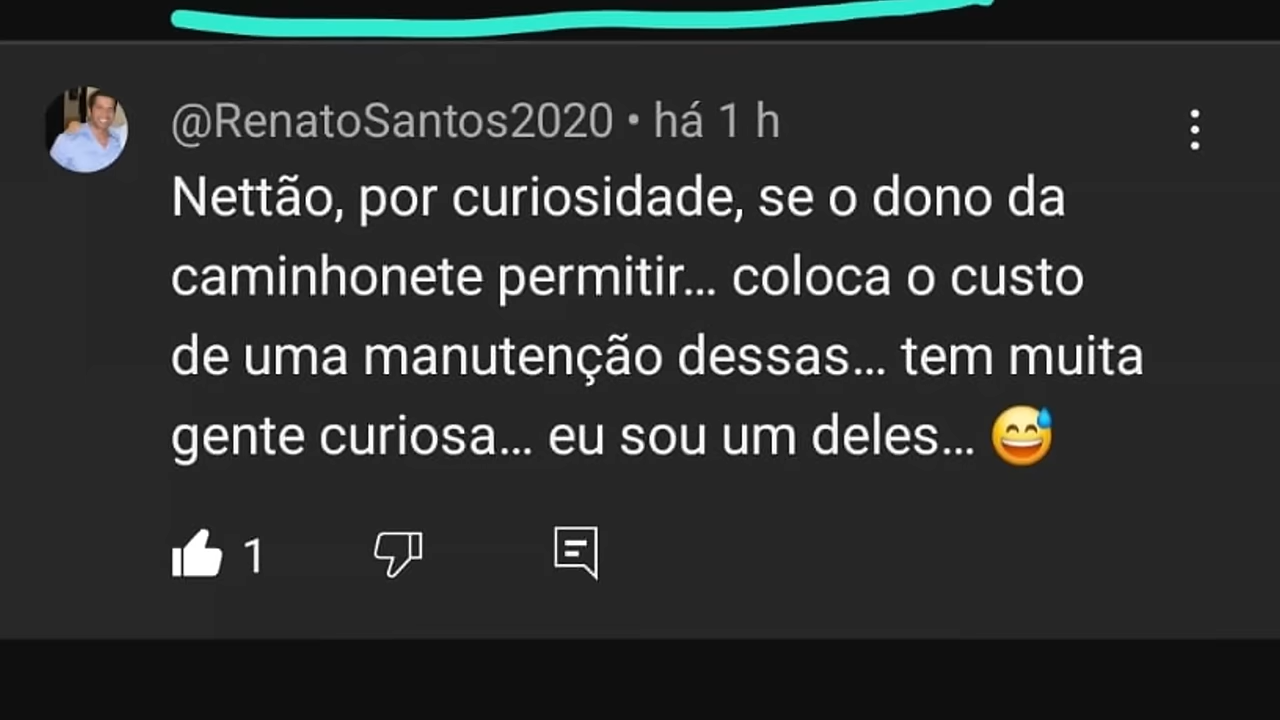 @RenatoSantos2020 • há 1 h
Nettão, por curiosidade, se o dono da
caminhonete permitir... coloca o custo
de uma manutenção dessas... tem muita
gente curiosa... eu sou um deles... 😅
1